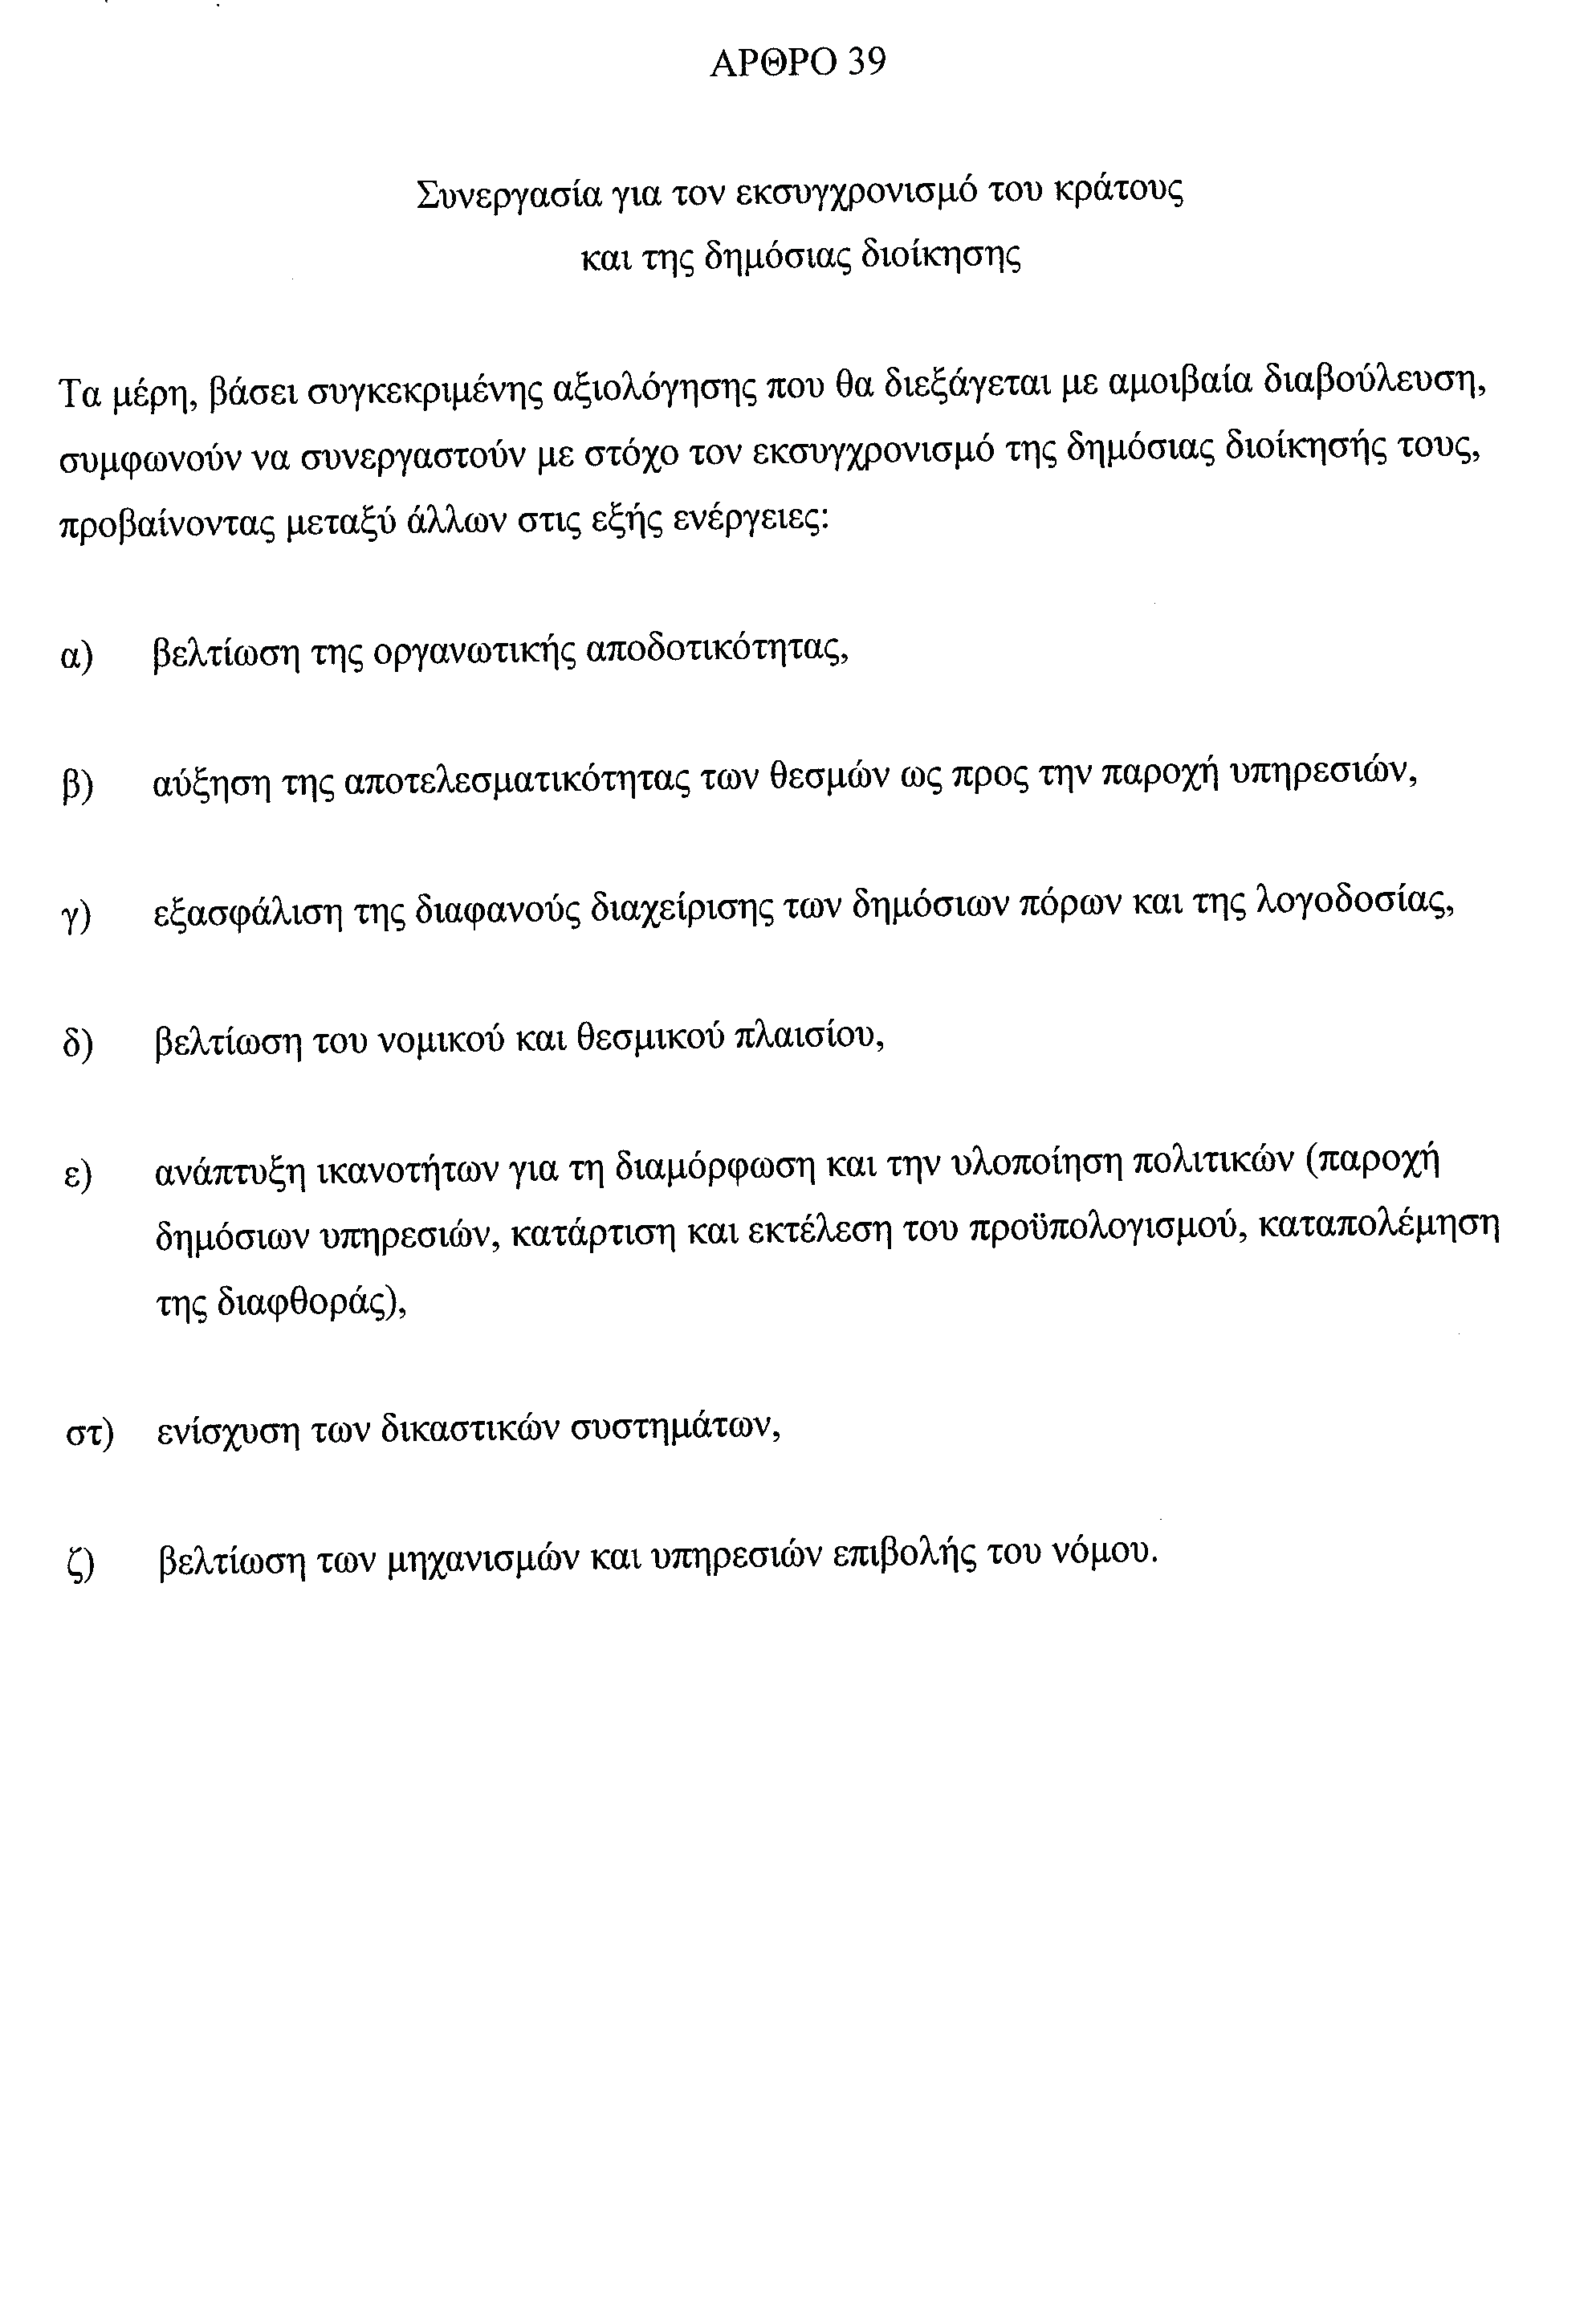 ΑΡΘΡΟ 39
Συνεργασία για τον εκσυγχρονισμό του κράτους
και της δημόσιας διοίκησης
Τα μέρη, βάσει συγκεκριμένης αξιολόγησης που θα διεξάγεται με αμοιβαία διαβούλευση,
συμφωνούν να συνεργαστούν με στόχο τον εκσυγχρονισμό της δημόσιας διοίκησής τους,
προβαίνοντας μεταξύ άλλων στις εξής ενέργειες:
α) βελτίωση της οργανωτικής αποδοτικότητας,
β) αύξηση της αποτελεσματικότητας των θεσμών ως προς την παροχή υπηρεσιών,
γ) εξασφάλιση της διαφανούς διαχείρισης των δημόσιων πόρων και της λογοδοσίας,
δ) βελτίωση του νομικού και θεσμικού πλαισίου,
ε) ανάπτυξη ικανοτήτων για τη διαμόρφωση και την υλοποίηση πολιτικών (παροχή
δημόσιων υπηρεσιών, κατάρτιση και εκτέλεση του προϋπολογισμού, καταπολέμηση
της διαφθοράς),
στ) ενίσχυση των δικαστικών συστημάτων,
ζ) βελτίωση των μηχανισμών και υπηρεσιών επιβολής του νόμου.